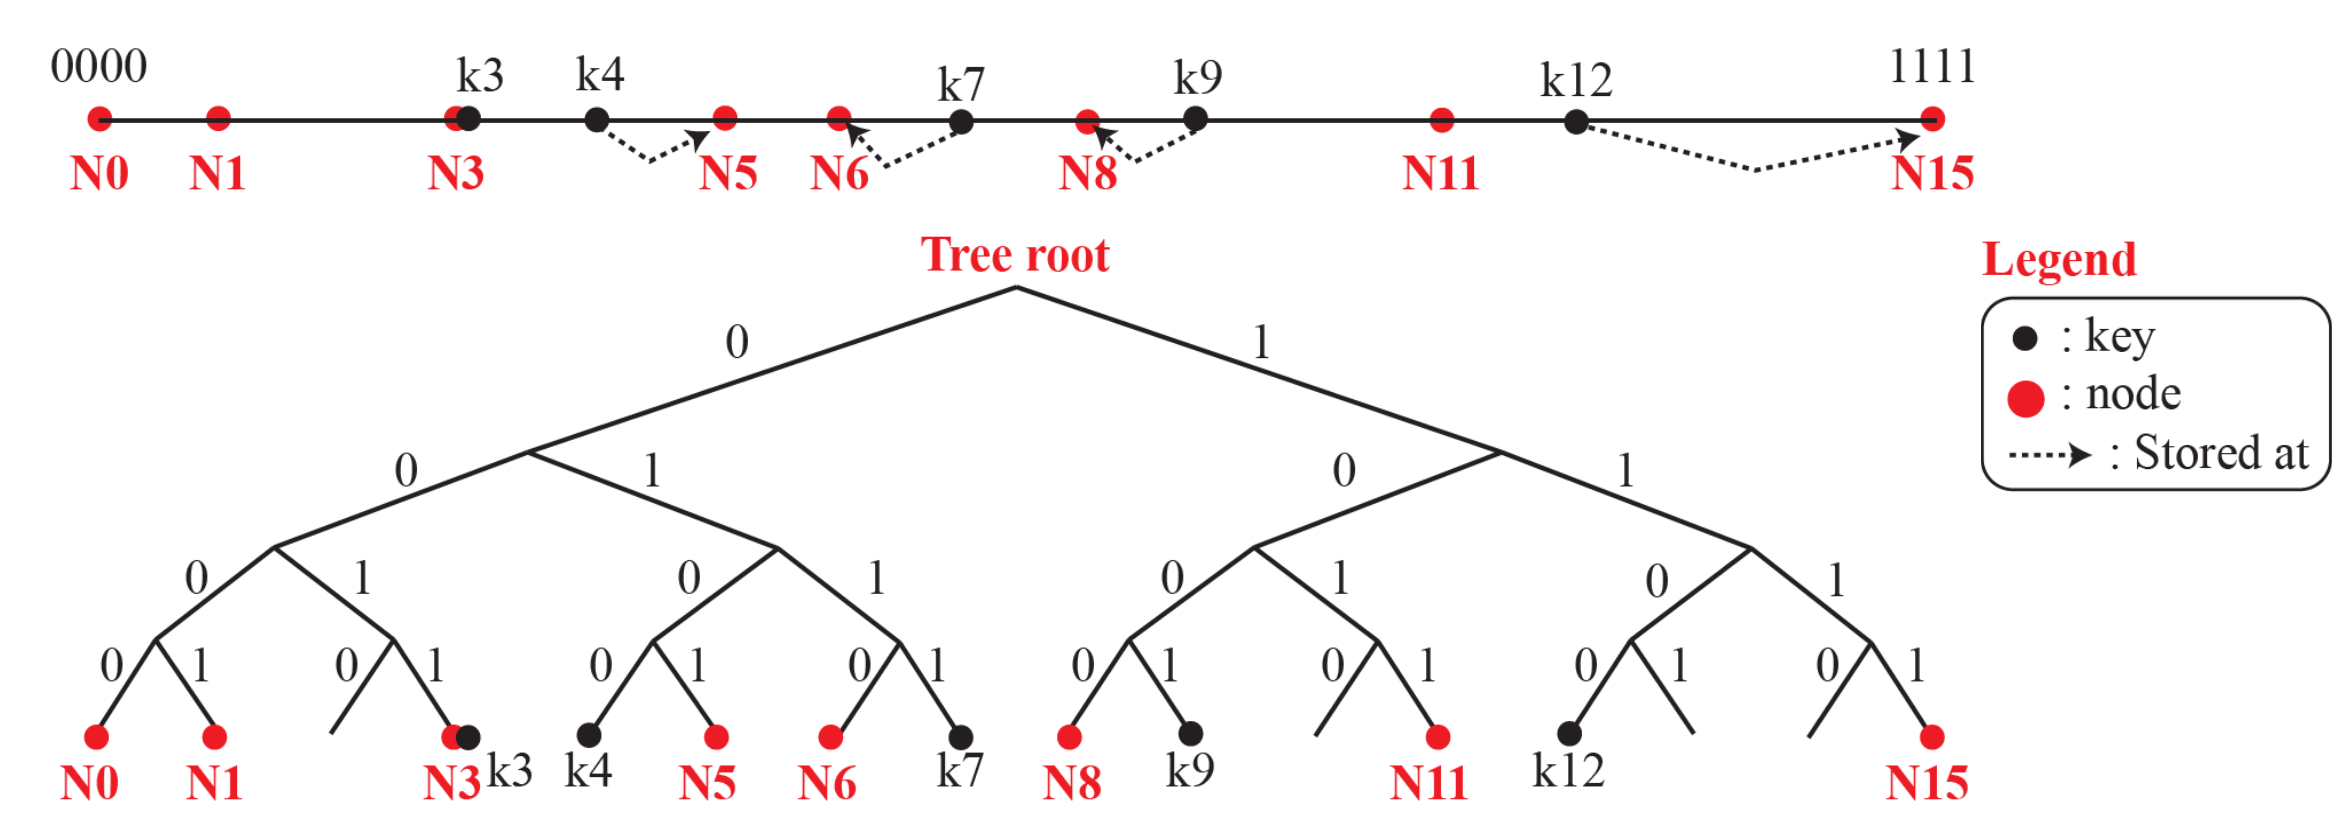 0000 k3 k4 k7 k9 k12 1111
N0 N1 N3 N5 N6 N8 N11 N15
Tree root
Legend
: key
: node
: Stored at
0 1
0 1 0 1
0 1 0 1 0 1 0 1
0 1 0 1 0 1 0 1 0 1 0 1 0 1 0 1
N0 N1 N3 k3 k4 N5 N6 k7 N8 k9 N11 k12 N15